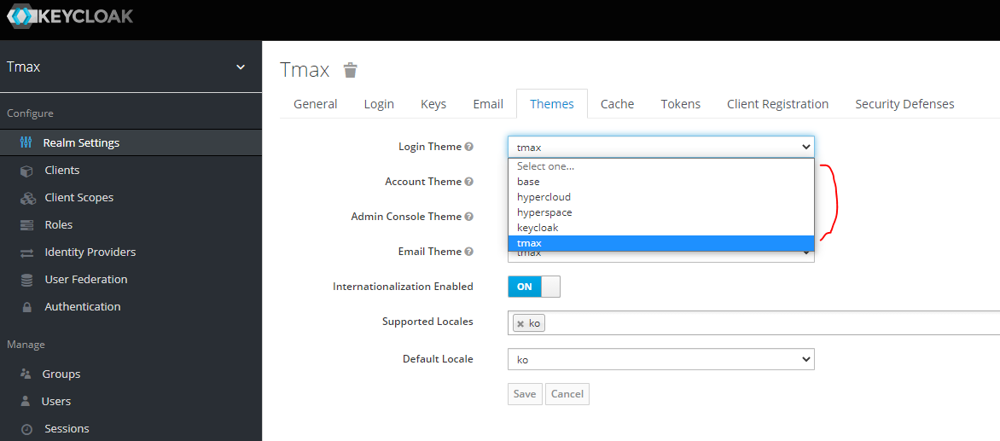 KEYCLOAK
Tmax
Configure
Realm Settings
Clients
Client Scopes
Roles
Identity Providers
User Federation
Authentication
Manage
Groups
Users
Sessions
Tmax
General Login Keys Email Themes Cache Tokens Client Registration Security Defenses
Login Theme tmax
Select one...
base
hypercloud
hyperspace
keycloak
tmax
Account Theme
Admin Console Theme
Email Theme tmax
Internationalization Enabled ON
Supported Locales ko
Default Locale ko
Save Cancel